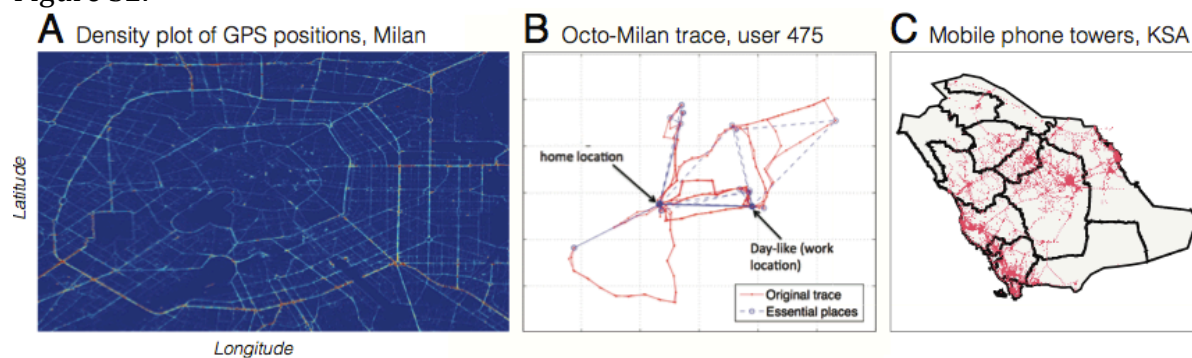 A Density plot of GPS positions, Milan
B Octo-Milan trace, user 475
C Mobile phone towers, KSA
Latitude
Longitude
home location
Day-like (work
location)
Original trace
Essential places